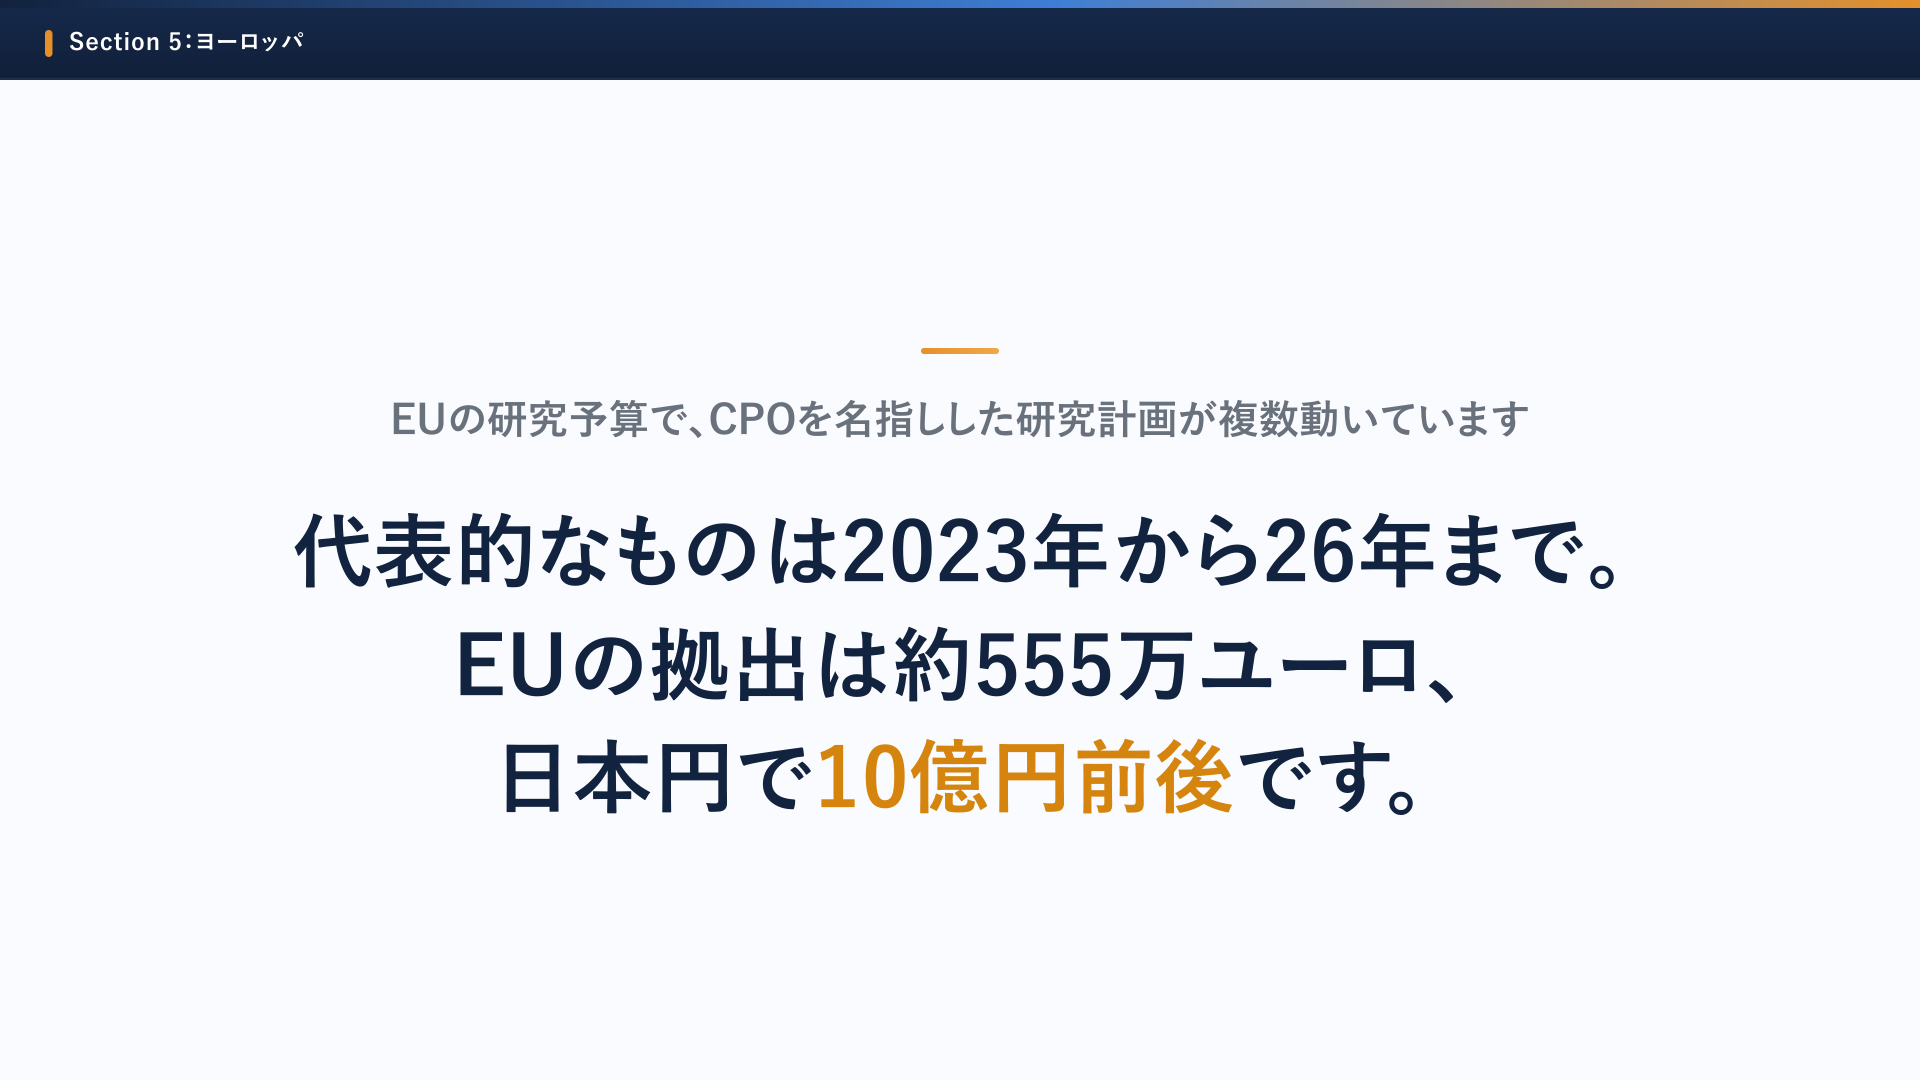 Section 5：ヨーロッパ
EUの研究予算で、CPOを名指しした研究計画が複数動いています
代表的なものは2023年から26年まで。
EUの拠出は約555万ユーロ、
日本円で10億円前後です。